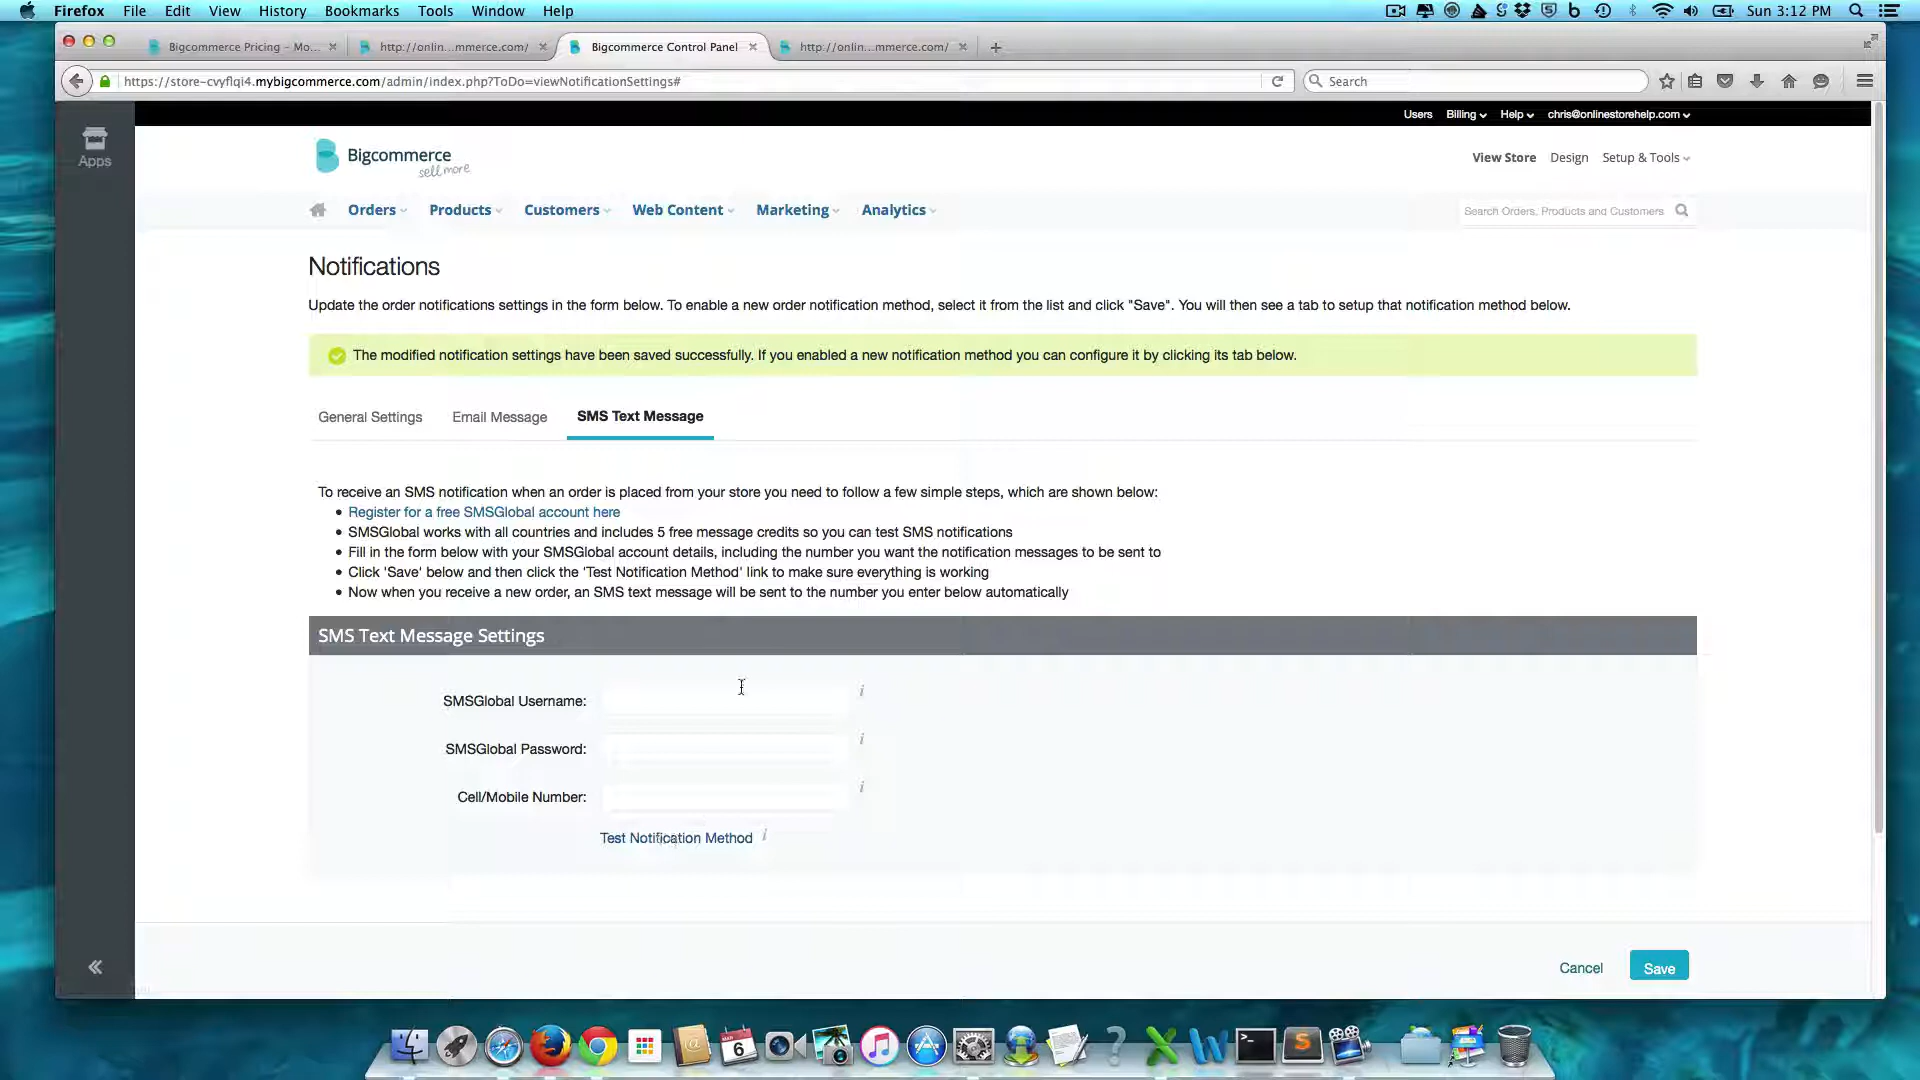 Firefox File Edit View History Bookmarks Tools Window Help Sun 3:12 PM
Bigcommerce Pricing – Mo... http://onlin...mmerce.com/ Bigcommerce Control Panel http://onlin...mmerce.com/
https://store-cvyflqi4.mybigcommerce.com/admin/index.php?ToDo=viewNotificationSettings# Search
Users Billing Help chris@onlinestorehelp.com
Apps
Bigcommerce
sell more
View Store Design Setup & Tools
Orders Products Customers Web Content Marketing Analytics Search Orders, Products and Customers
Notifications
Update the order notifications settings in the form below. To enable a new order notification method, select it from the list and click "Save". You will then see a tab to setup that notification method below.
The modified notification settings have been saved successfully. If you enabled a new notification method you can configure it by clicking its tab below.
General Settings Email Message SMS Text Message
To receive an SMS notification when an order is placed from your store you need to follow a few simple steps, which are shown below:
• Register for a free SMSGlobal account here
• SMSGlobal works with all countries and includes 5 free message credits so you can test SMS notifications
• Fill in the form below with your SMSGlobal account details, including the number you want the notification messages to be sent to
• Click 'Save' below and then click the 'Test Notification Method' link to make sure everything is working
• Now when you receive a new order, an SMS text message will be sent to the number you enter below automatically
SMS Text Message Settings
SMSGlobal Username: i
SMSGlobal Password: i
Cell/Mobile Number: i
Test Notification Method i
Cancel Save
6